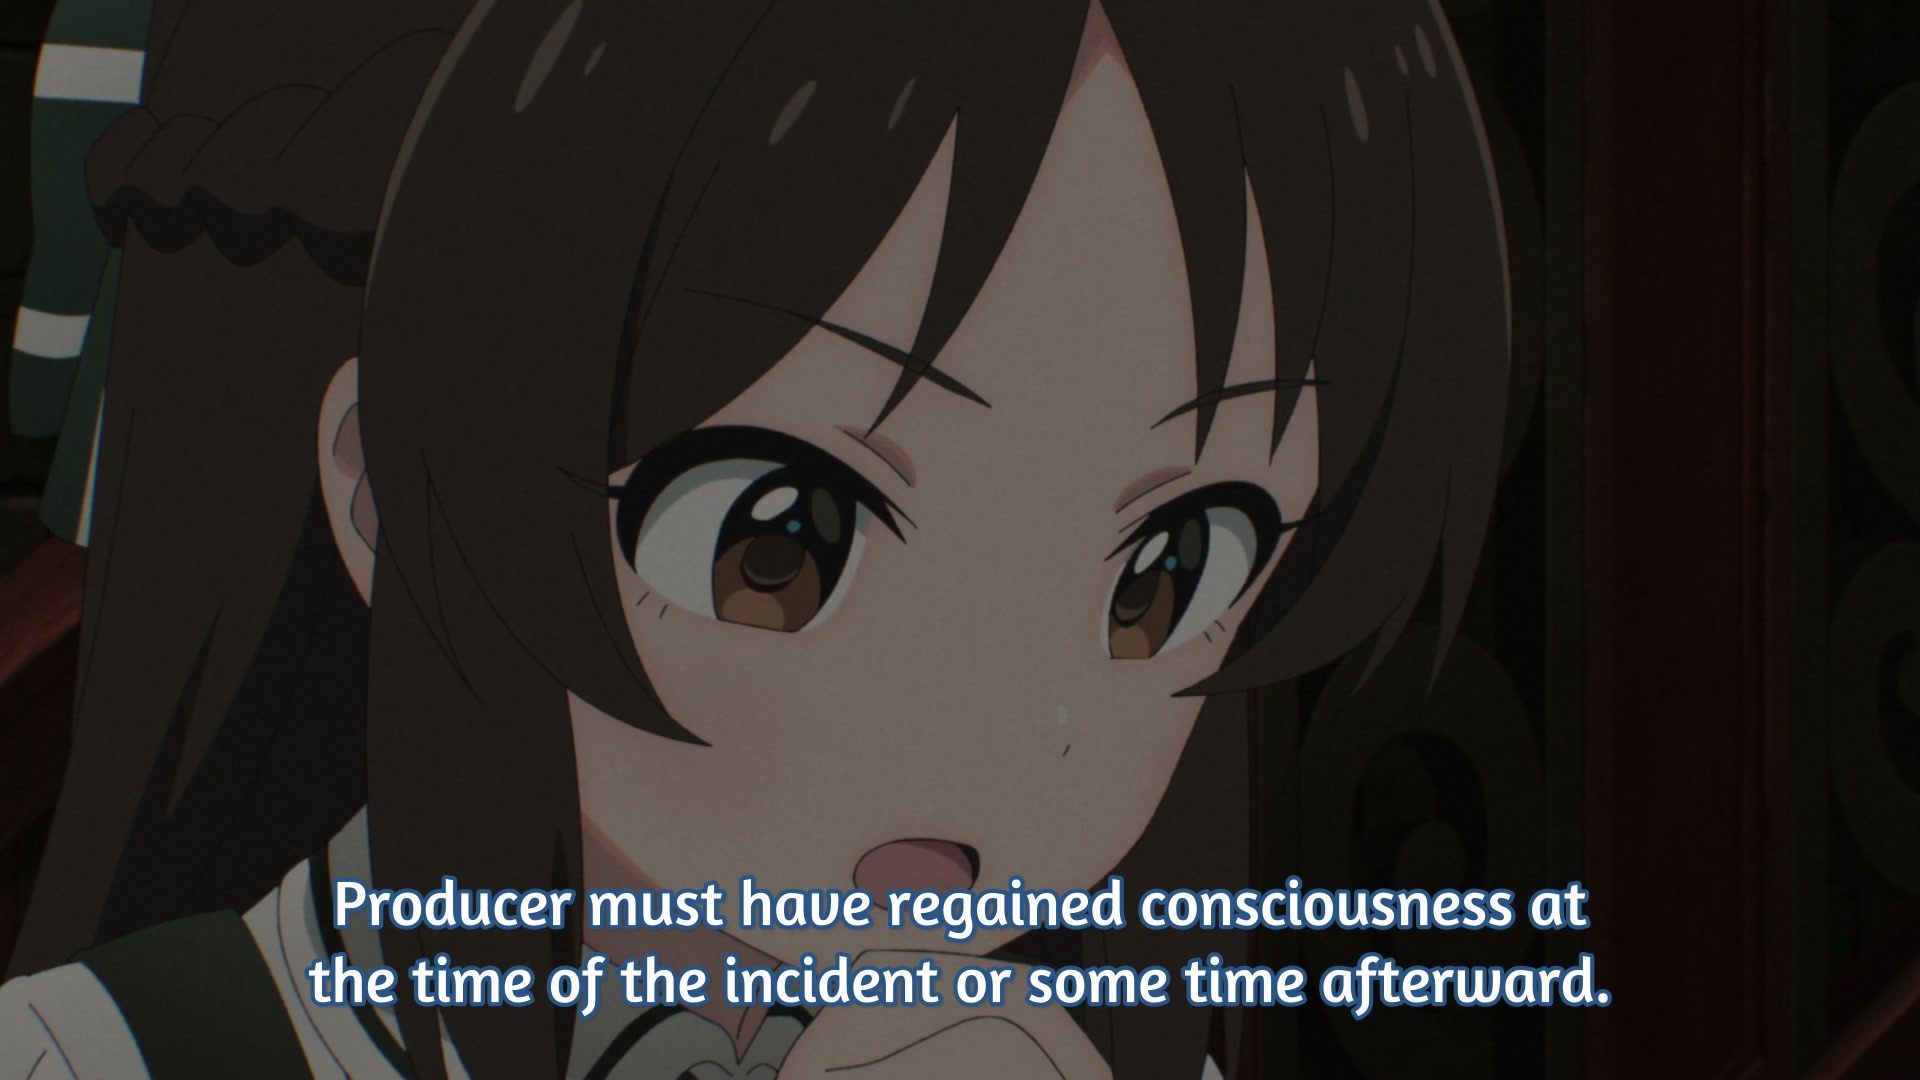 Producer must have regained consciousness at
the time of the incident or some time afterward.